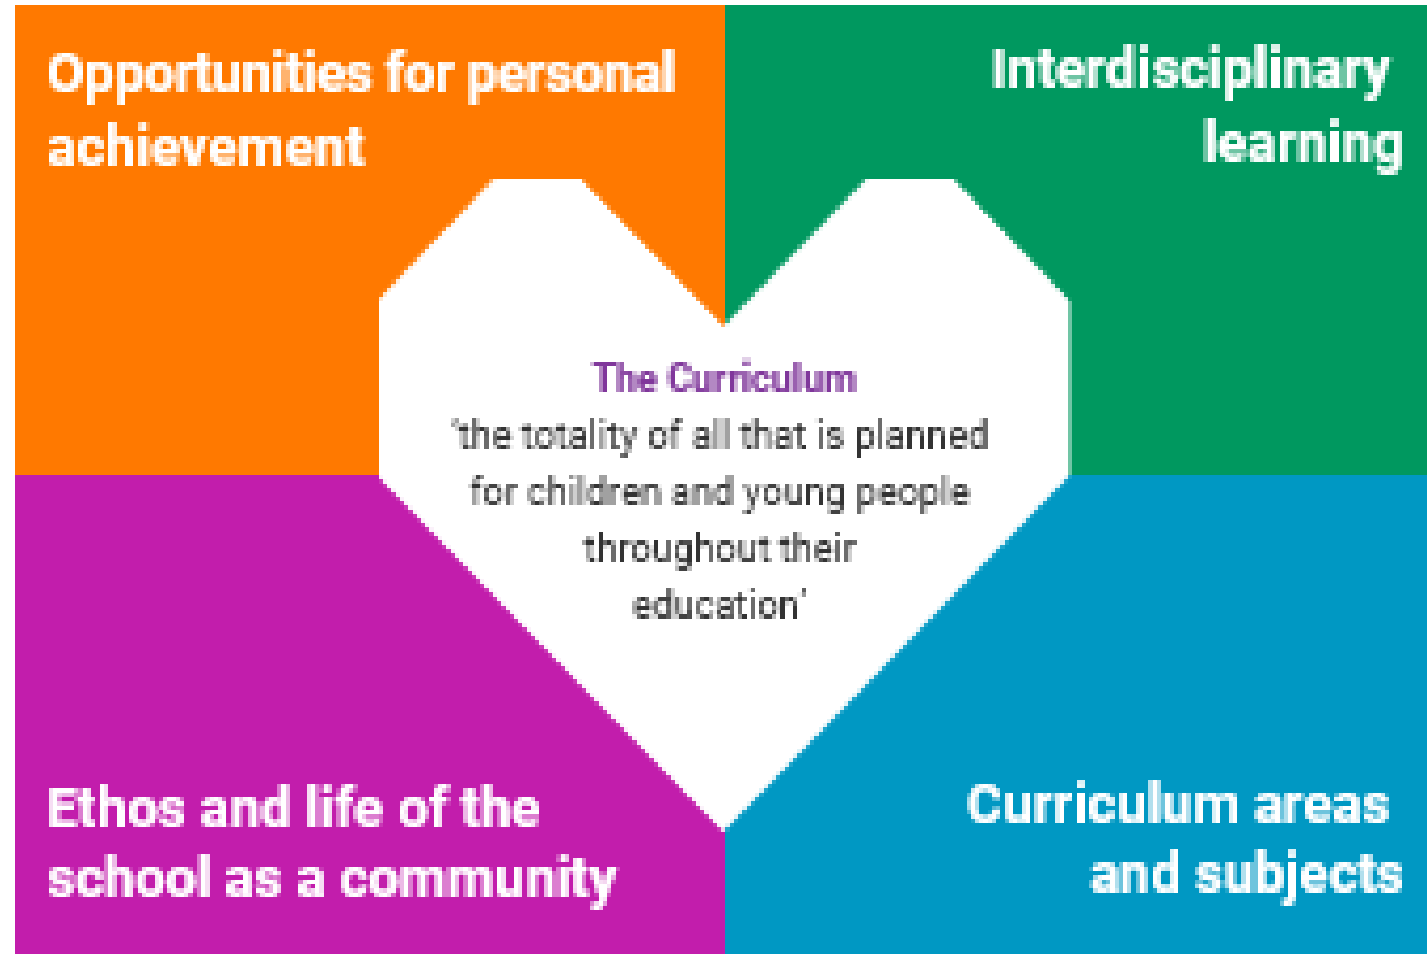 Opportunities for personal
achievement
Interdisciplinary
learning
The Curriculum
‘the totality of all that is planned
for children and young people
throughout their
education’
Ethos and life of the
school as a community
Curriculum areas
and subjects